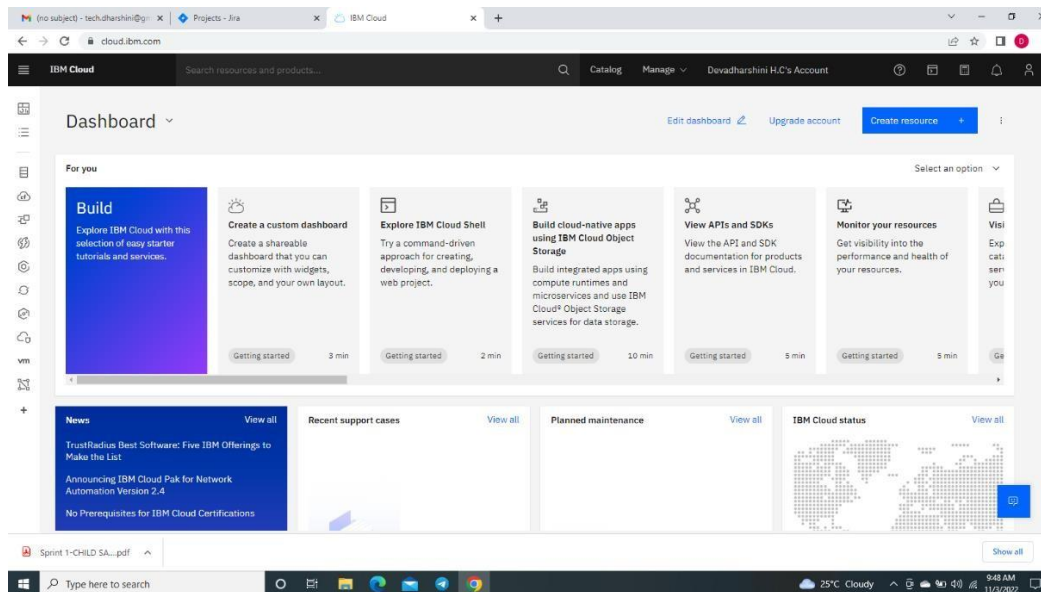 (no subject) - tech.dharshini@gm
Projects - Jira
IBM Cloud
cloud.ibm.com
IBM Cloud
Search resources and products...
Catalog
Manage
Devadharshini H.C's Account
Dashboard
Edit dashboard
Upgrade account
Create resource +
For you
Select an option
Build
Explore IBM Cloud with this
selection of easy starter
tutorials and services.
Create a custom dashboard
Create a shareable
dashboard that you can
customize with widgets,
scope, and your own layout.
Getting started
3 min
Explore IBM Cloud Shell
Try a command-driven
approach for creating,
developing, and deploying a
web project.
Getting started
2 min
Build cloud-native apps
using IBM Cloud Object
Storage
Build integrated apps using
compute runtimes and
microservices and use IBM
Cloud® Object Storage
services for data storage.
Getting started
10 min
View APIs and SDKs
View the API and SDK
documentation for products
and services in IBM Cloud.
Getting started
5 min
Monitor your resources
Get visibility into the
performance and health of
your resources.
Getting started
5 min
Visi
Exp
cata
serv
you
Ge
vm
News
View all
TrustRadius Best Software: Five IBM Offerings to
Make the List
Announcing IBM Cloud Pak for Network
Automation Version 2.4
No Prerequisites for IBM Cloud Certifications
Recent support cases
View all
Planned maintenance
View all
IBM Cloud status
View all
Sprint 1-CHILD SA....pdf
Show all
Type here to search
25°C Cloudy
9:48 AM
11/3/2022